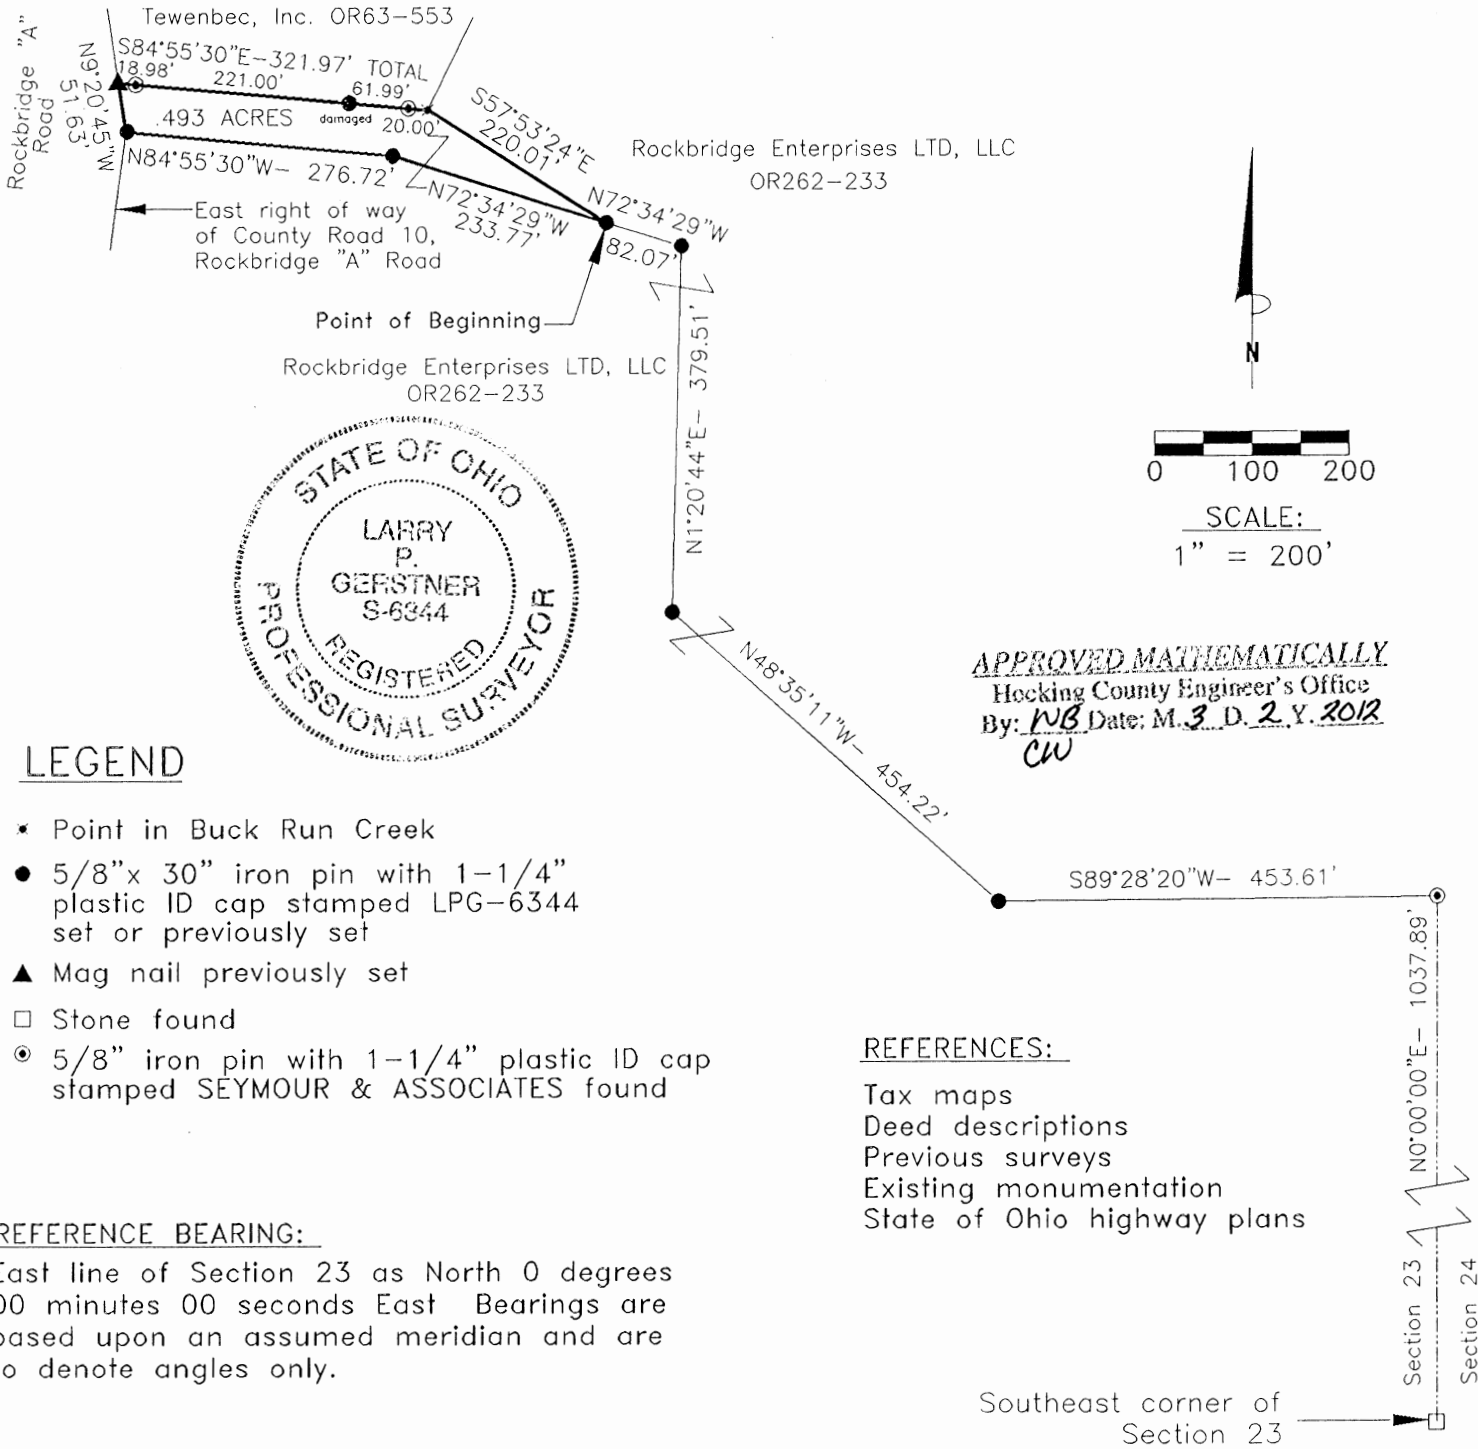 Tewenbec, Inc. OR63-553
Rockbridge "A"
Road
N9°20'45"W
51.63'
S84°55'30"E-321.97' TOTAL
18.98'
221.00'
61.99'
.493 ACRES
damaged
20.00'
S57°53'24"E
220.01'
Rockbridge Enterprises LTD, LLC
OR262-233
N84°55'30"W- 276.72'
N72°34'29"W
233.77'
N72°34'29"W
82.07'
East right of way
of County Road 10,
Rockbridge "A" Road
Point of Beginning
Rockbridge Enterprises LTD, LLC
OR262-233
N1°20'44"E- 379.51'
N
0 100 200
SCALE:
1" = 200'
STATE OF OHIO
LARRY
P.
GERSTNER
S-6344
REGISTERED
PROFESSIONAL SURVEYOR
N48°35'11"W- 454.22'
APPROVED MATHEMATICALLY
Hocking County Engineer's Office
By: WB Date: M. 3 D. 2 Y. 2012
CW
S89°28'20"W- 453.61'
N0°00'00"E- 1037.89'
LEGEND
Point in Buck Run Creek
5/8"x 30" iron pin with 1-1/4"
plastic ID cap stamped LPG-6344
set or previously set
Mag nail previously set
Stone found
5/8" iron pin with 1-1/4" plastic ID cap
stamped SEYMOUR & ASSOCIATES found
REFERENCES:
Tax maps
Deed descriptions
Previous surveys
Existing monumentation
State of Ohio highway plans
REFERENCE BEARING:
East line of Section 23 as North 0 degrees
00 minutes 00 seconds East Bearings are
based upon an assumed meridian and are
to denote angles only.
Section 23
Section 24
Southeast corner of
Section 23